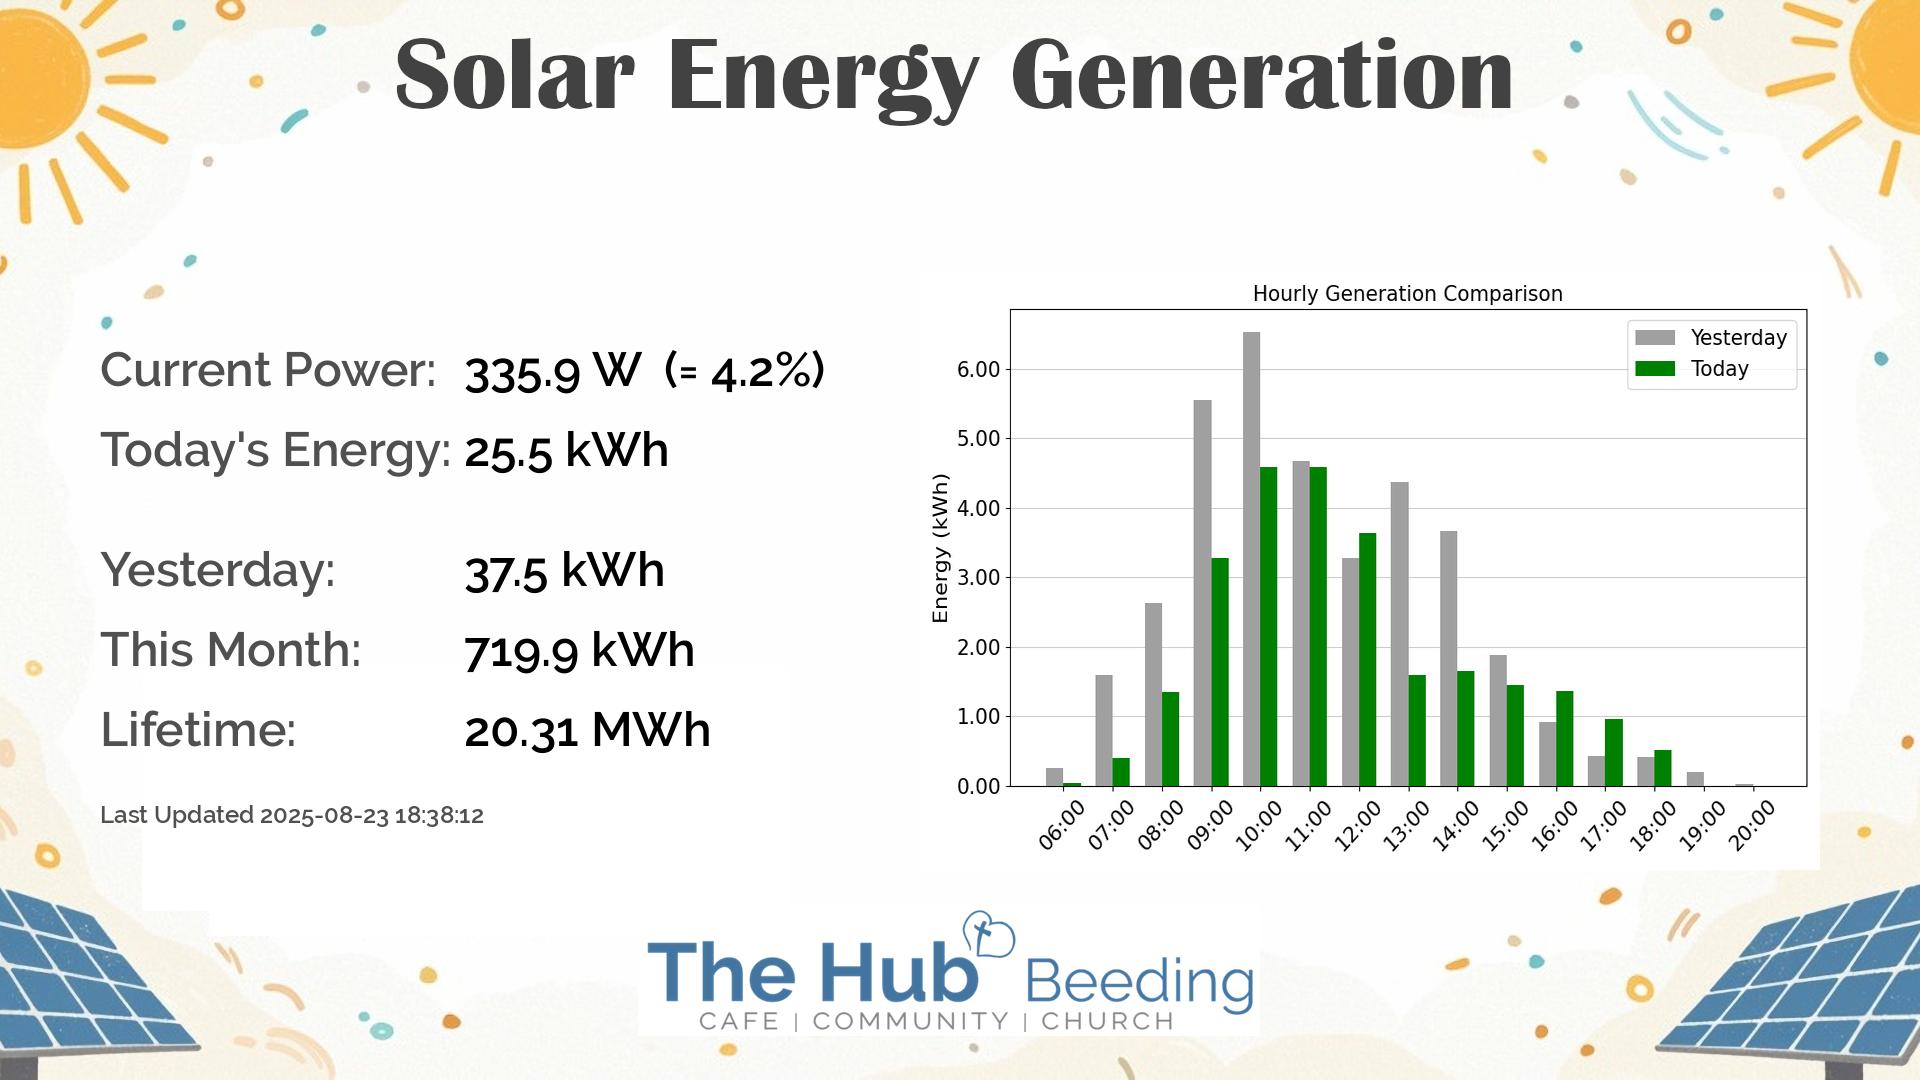 Solar Energy Generation
Current Power: 335.9 W (= 4.2%)
Today's Energy: 25.5 kWh
Yesterday: 37.5 kWh
This Month: 719.9 kWh
Lifetime: 20.31 MWh
Last Updated 2025-08-23 18:38:12
Hourly Generation Comparison
Yesterday
Today
Energy (kWh)
6.00
5.00
4.00
3.00
2.00
1.00
0.00
06:00 07:00 08:00 09:00 10:00 11:00 12:00 13:00 14:00 15:00 16:00 17:00 18:00 19:00 20:00
The Hub Beeding
CAFE | COMMUNITY | CHURCH